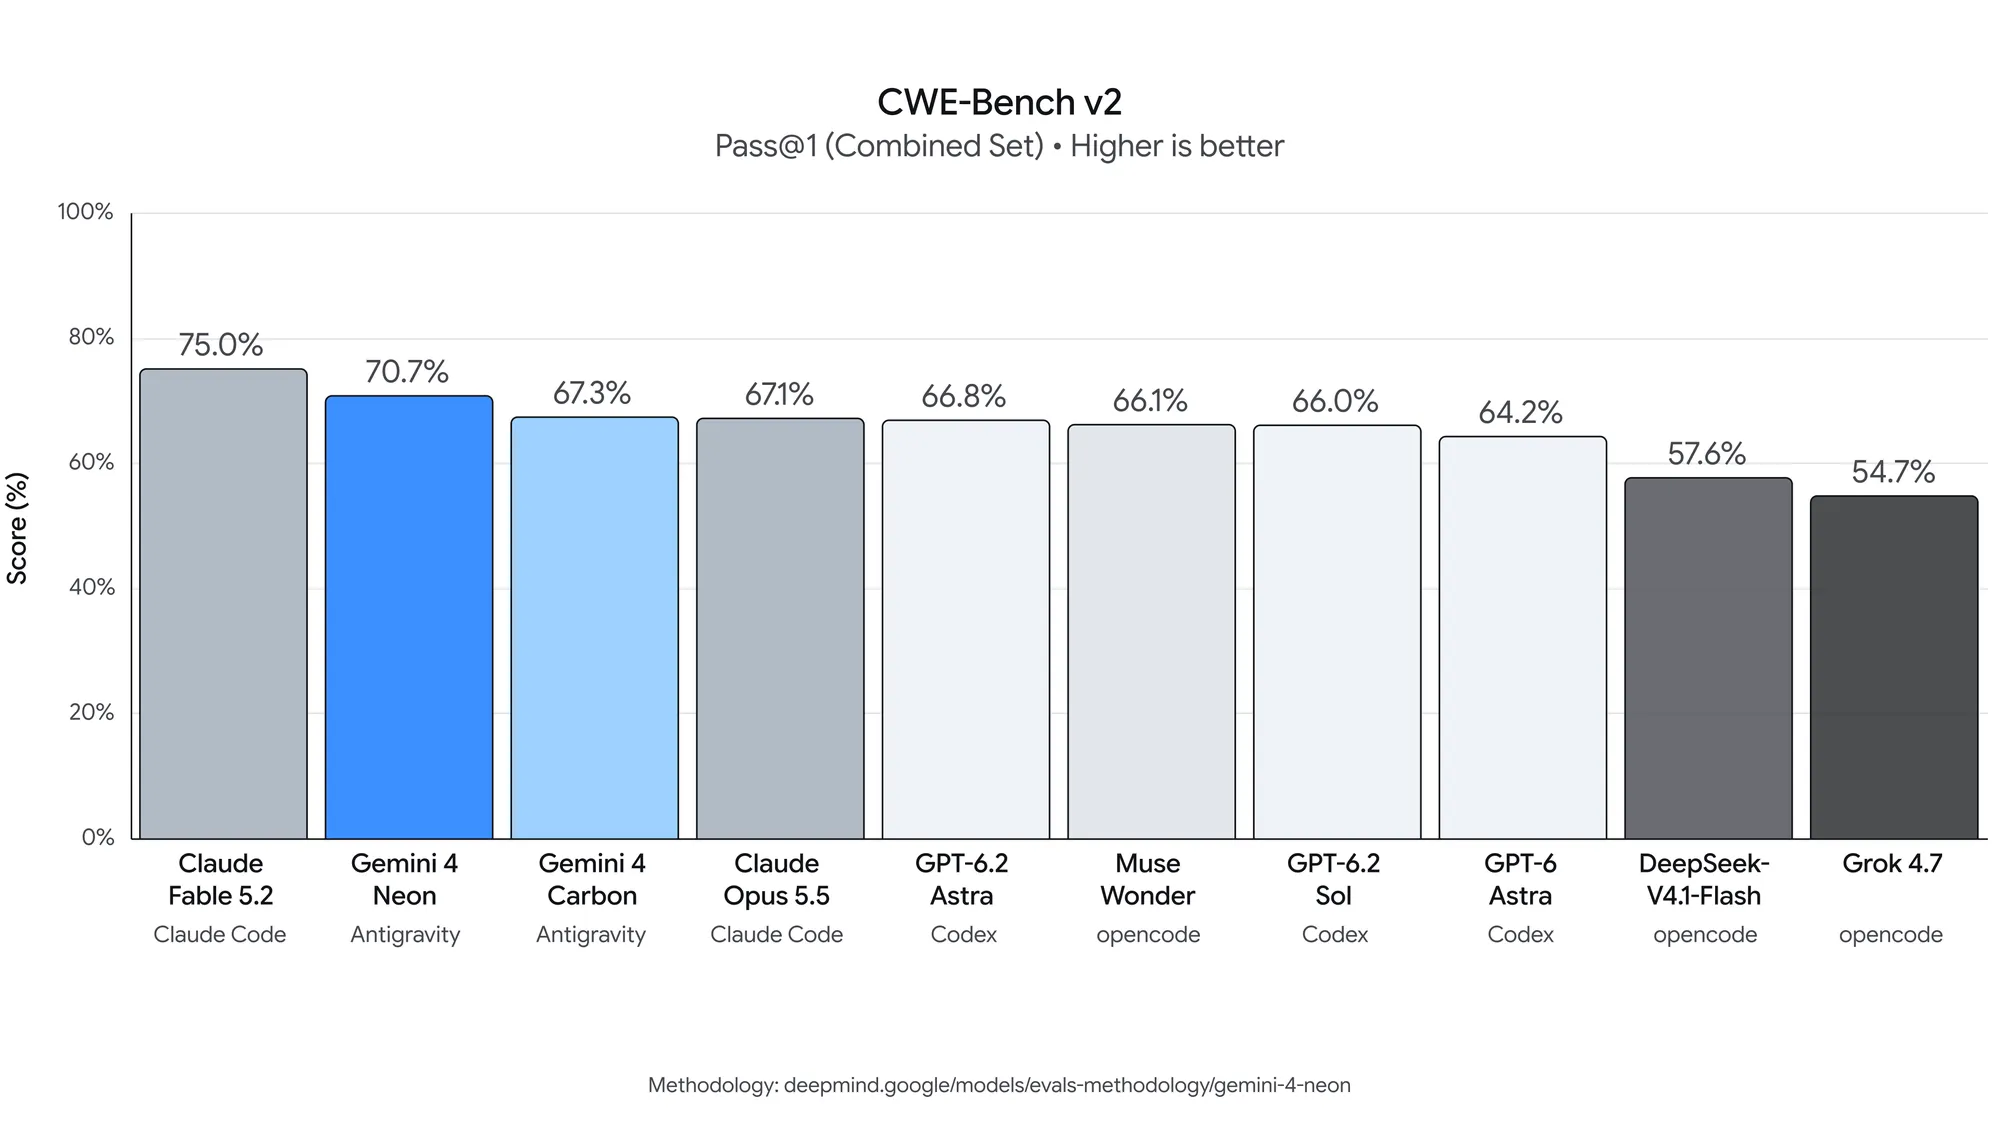 CWE-Bench v2
Pass@1 (Combined Set) • Higher is better
100%
80%
60%
40%
20%
0%
Score (%)
75.0%
70.7%
67.3%
67.1%
66.8%
66.1%
66.0%
64.2%
57.6%
54.7%
Claude
Fable 5.2
Claude Code
Gemini 4
Neon
Antigravity
Gemini 4
Carbon
Antigravity
Claude
Opus 5.5
Claude Code
GPT-6.2
Astra
Codex
Muse
Wonder
opencode
GPT-6.2
Sol
Codex
GPT-6
Astra
Codex
DeepSeek-
V4.1-Flash
opencode
Grok 4.7
opencode
Methodology: deepmind.google/models/evals-methodology/gemini-4-neon